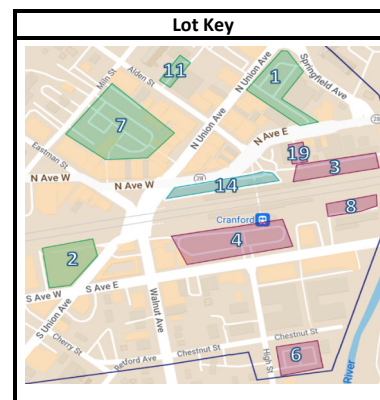 Lot Key
Miln St
Alden St
11
N Union Ave
1
Springfield Ave
7
N Union Ave
N Ave E
Eastman St
19
3
N Ave W
N Ave W
28
14
28
8
Cranford
4
2
S Ave W
S Ave E
S Union Ave
Walnut Ave
Cherry St
Retford Ave
Chestnut St
Chestnut St
High St
6
River